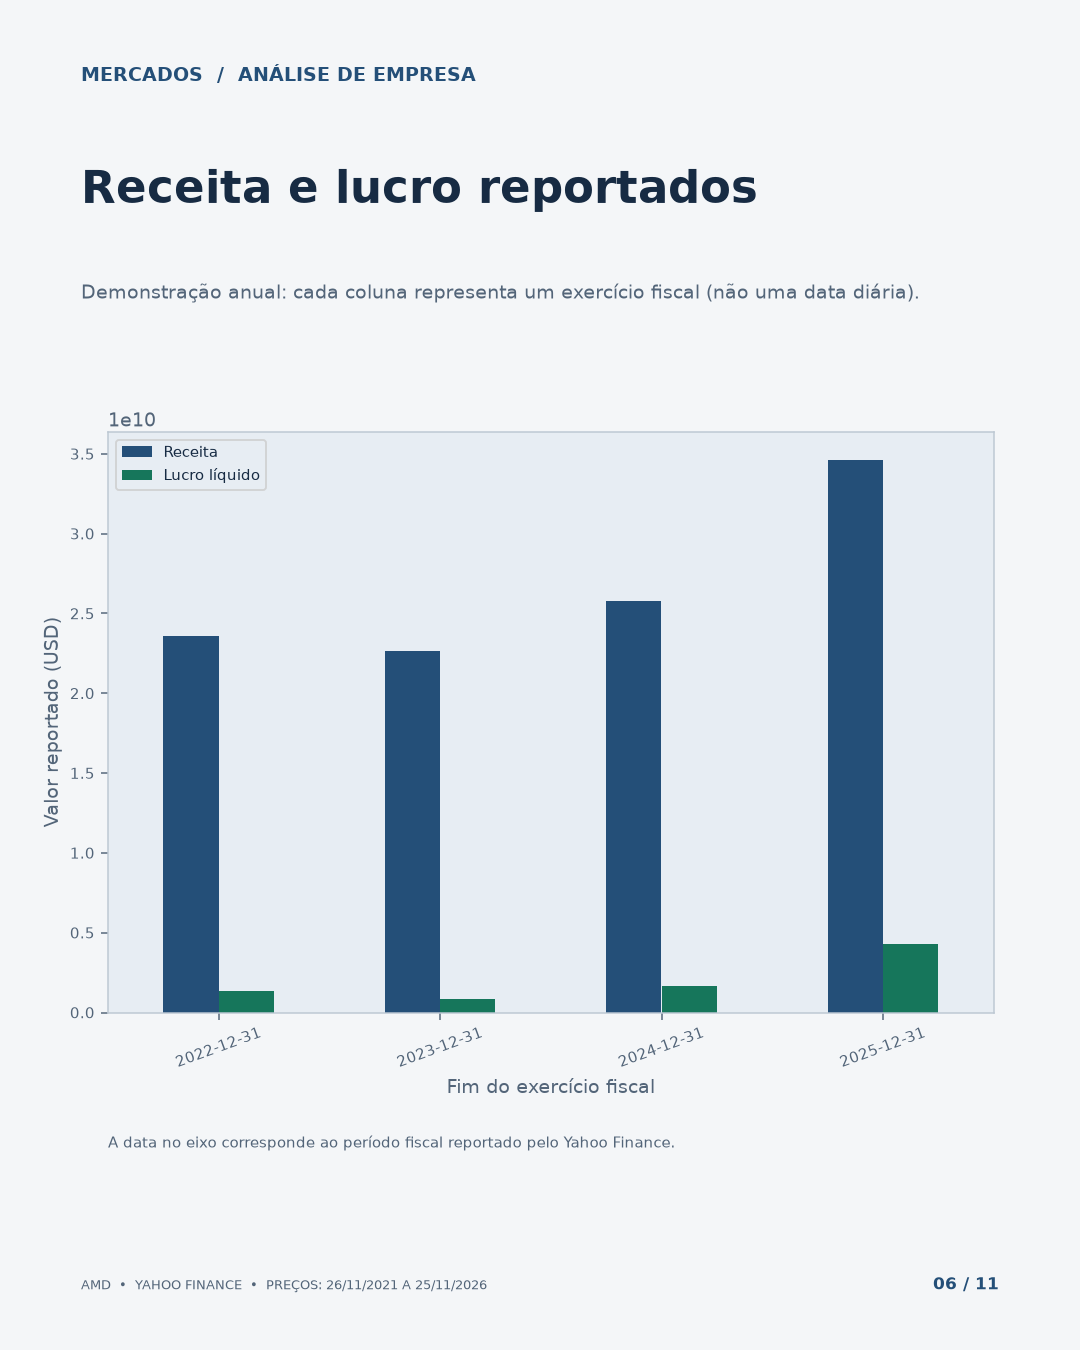 MERCADOS / ANÁLISE DE EMPRESA
Receita e lucro reportados
Demonstração anual: cada coluna representa um exercício fiscal (não uma data diária).
1e10
Receita
Lucro líquido
3.5
3.0
2.5
2.0
1.5
1.0
0.5
0.0
Valor reportado (USD)
2022-12-31
2023-12-31
2024-12-31
2025-12-31
Fim do exercício fiscal
A data no eixo corresponde ao período fiscal reportado pelo Yahoo Finance.
AMD • YAHOO FINANCE • PREÇOS: 26/11/2021 A 25/11/2026
06 / 11